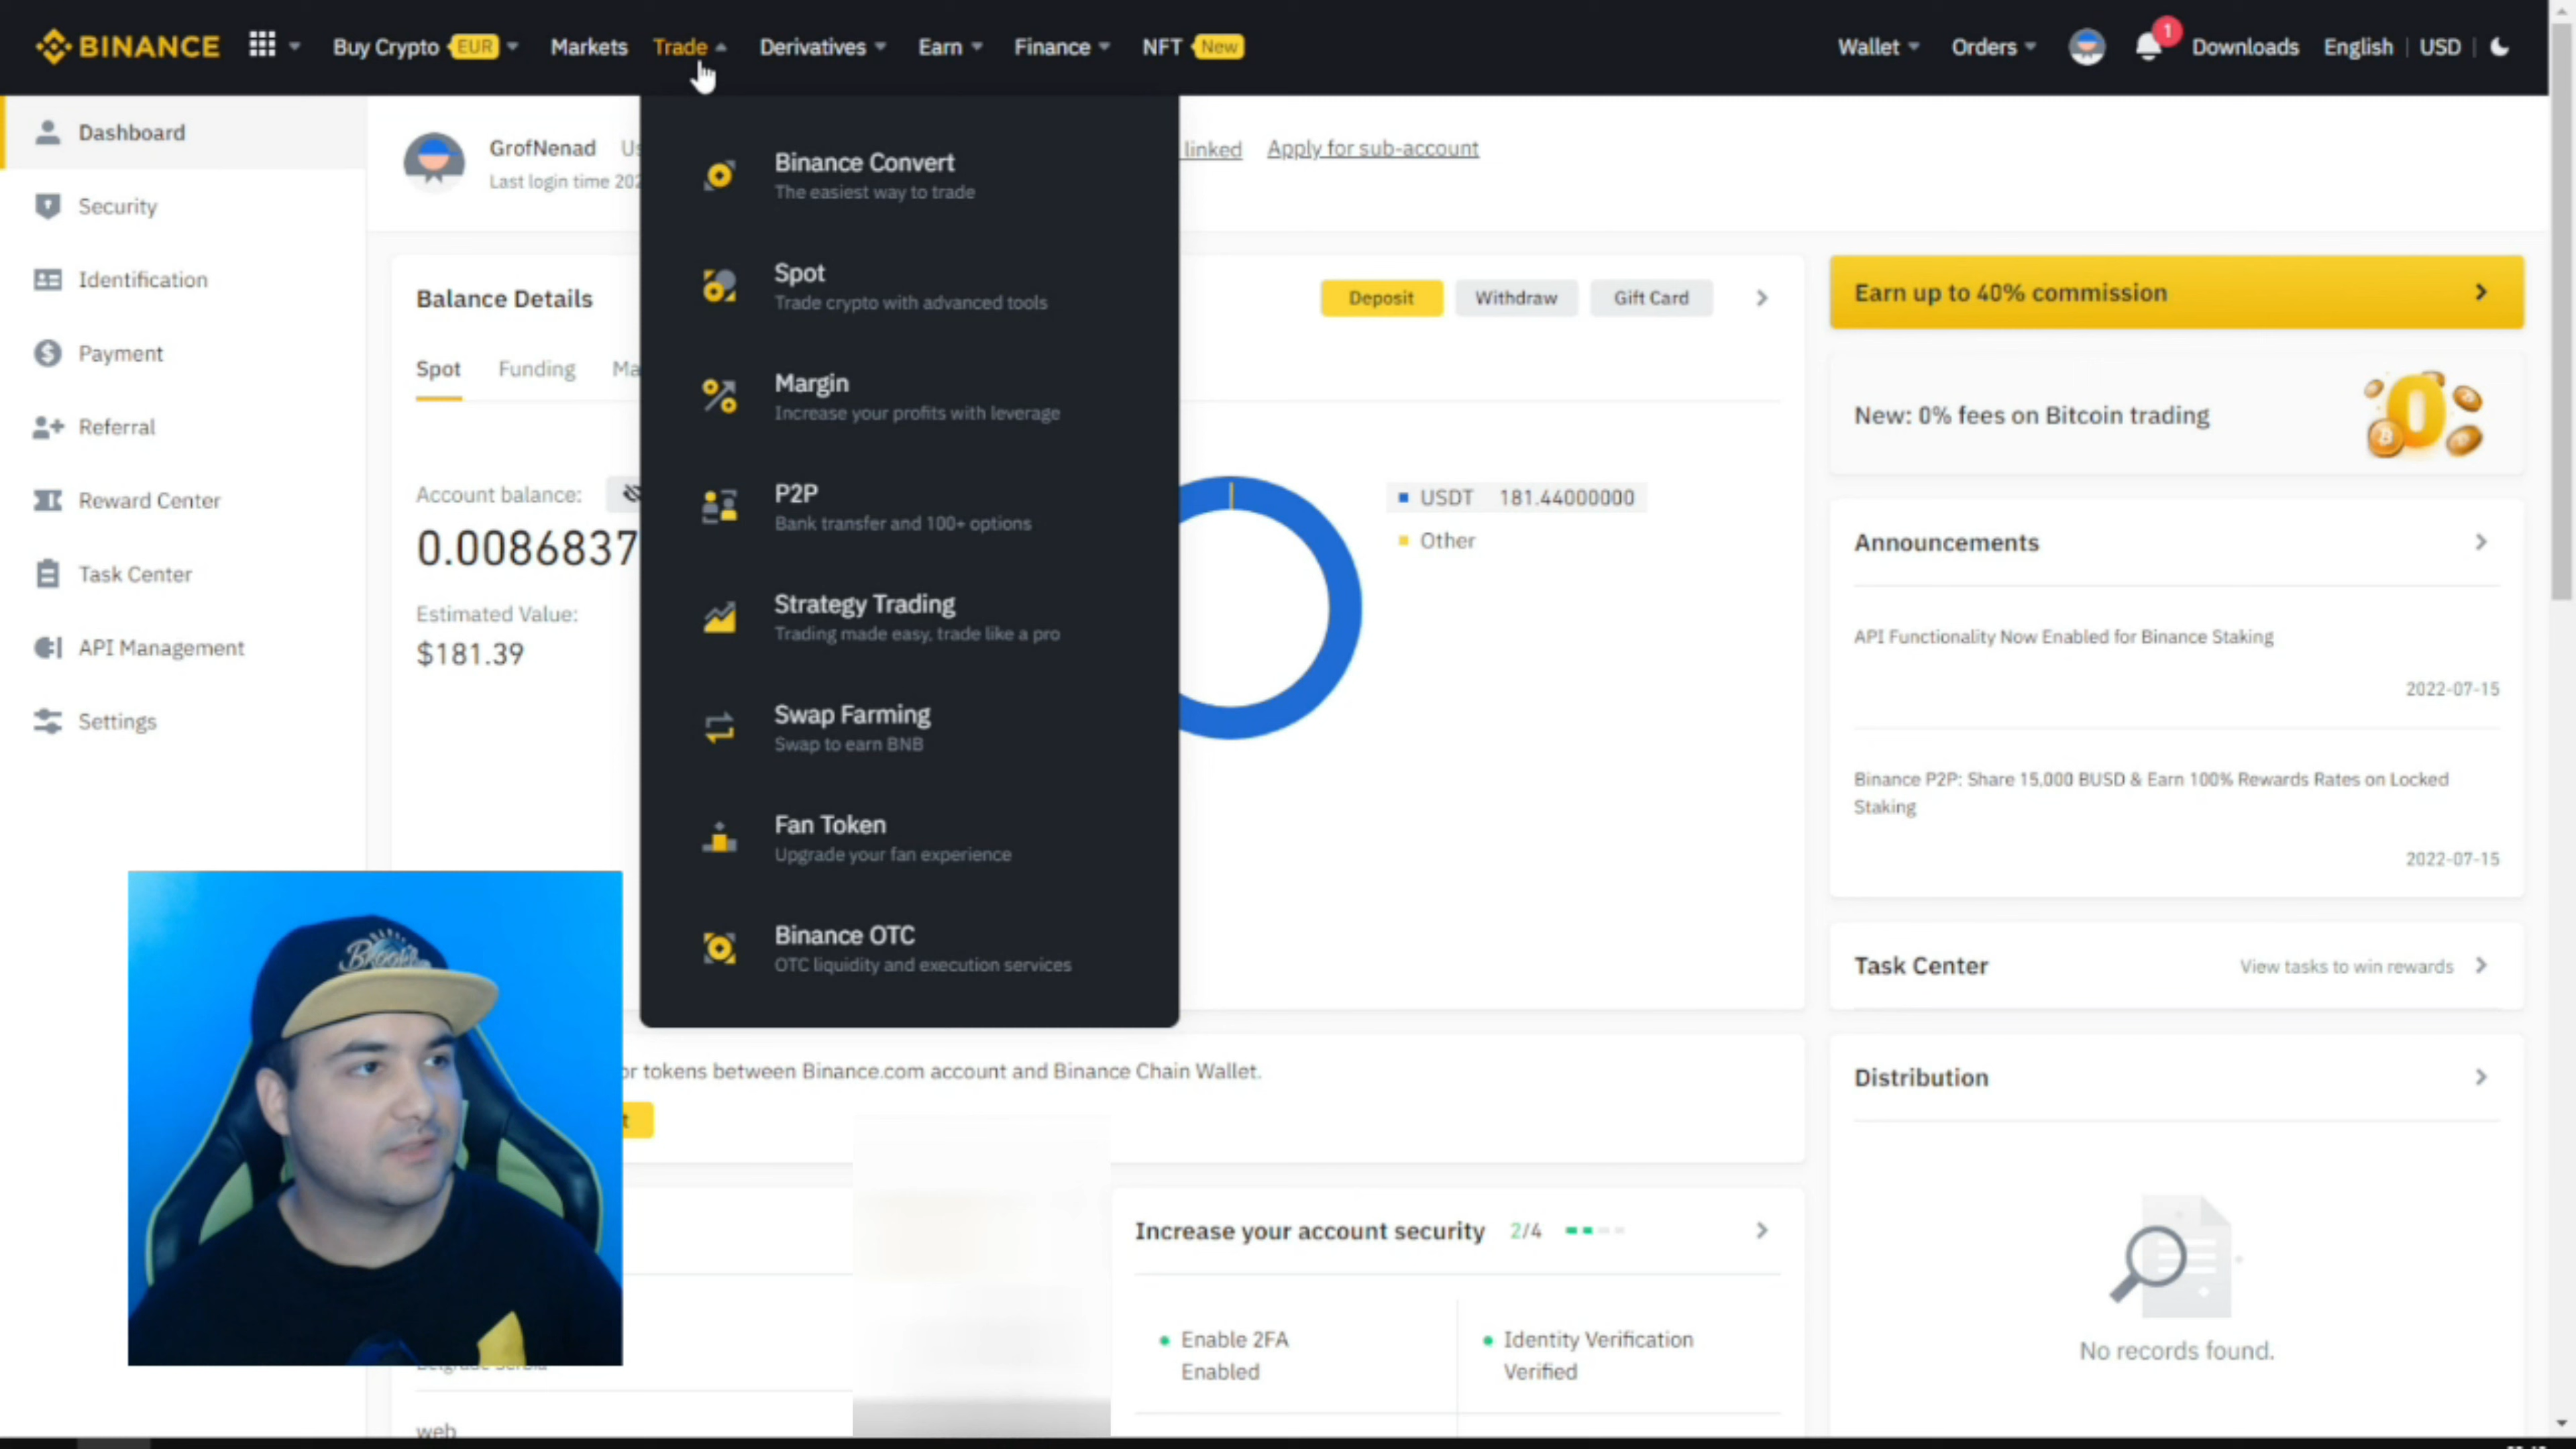 BINANCE
Buy Crypto EUR
Markets
Trade
Derivatives
Earn
Finance
NFT New
Wallet
Orders
1
Downloads
English
USD
Dashboard
Security
Identification
Payment
Referral
Reward Center
Task Center
API Management
Settings
GrofNenad
Last login time
linked
Apply for sub-account
Binance Convert
The easiest way to trade
Spot
Trade crypto with advanced tools
Margin
Increase your profits with leverage
P2P
Bank transfer and 100+ options
Strategy Trading
Trading made easy, trade like a pro
Swap Farming
Swap to earn BNB
Fan Token
Upgrade your fan experience
Binance OTC
OTC liquidity and execution services
Balance Details
Deposit
Withdraw
Gift Card
Spot
Funding
Account balance:
0.0086837
Estimated Value:
$181.39
USDT 181.44000000
Other
tokens between Binance.com account and Binance Chain Wallet.
web
Increase your account security 2/4
Enable 2FA
Enabled
Identity Verification
Verified
Earn up to 40% commission
New: 0% fees on Bitcoin trading
0
Announcements
API Functionality Now Enabled for Binance Staking
2022-07-15
Binance P2P: Share 15,000 BUSD & Earn 100% Rewards Rates on Locked
Staking
2022-07-15
Task Center
View tasks to win rewards
Distribution
No records found.